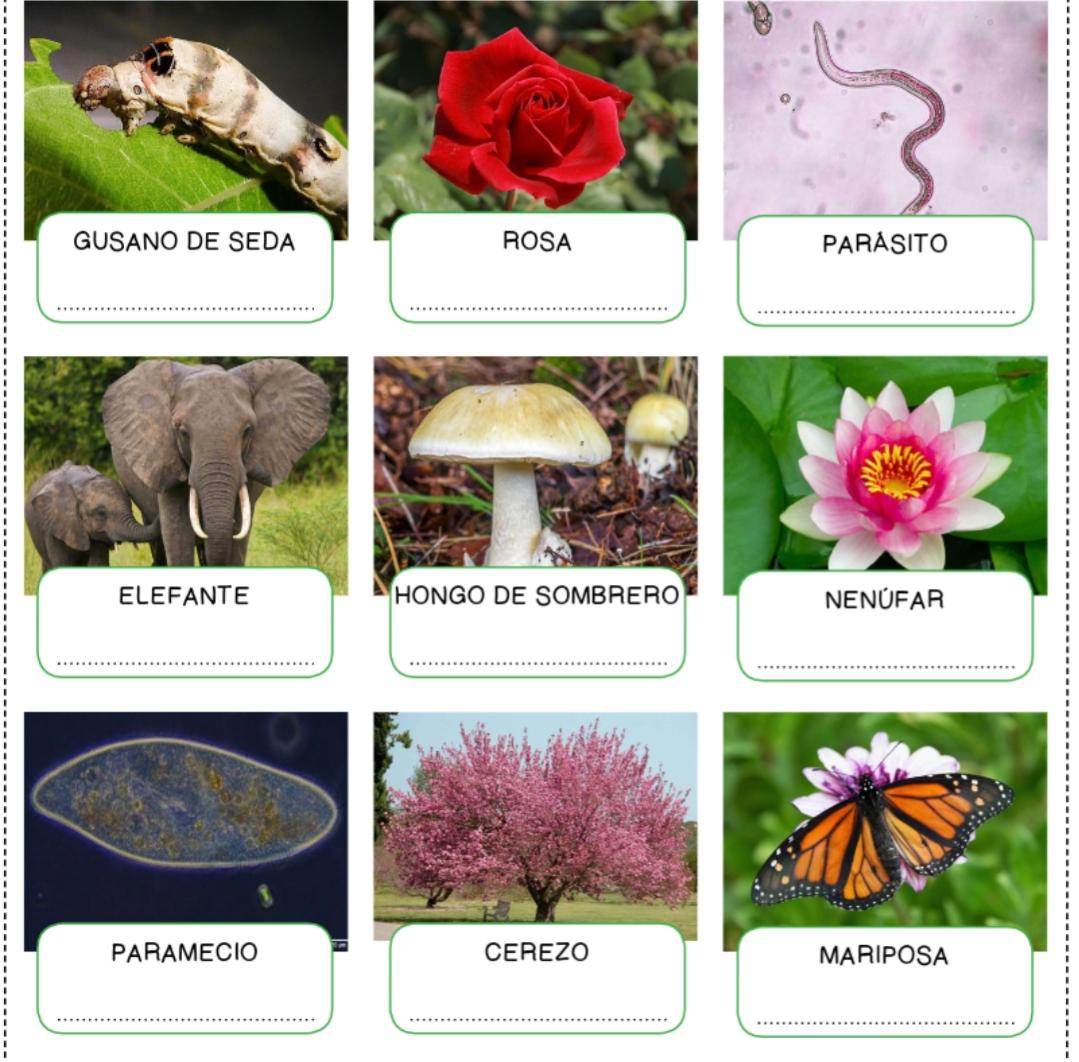 GUSANO DE SEDA
ROSA
PARÁSITO
ELEFANTE
HONGO DE SOMBRERO
NENÚFAR
PARAMECIO
CEREZO
MARIPOSA